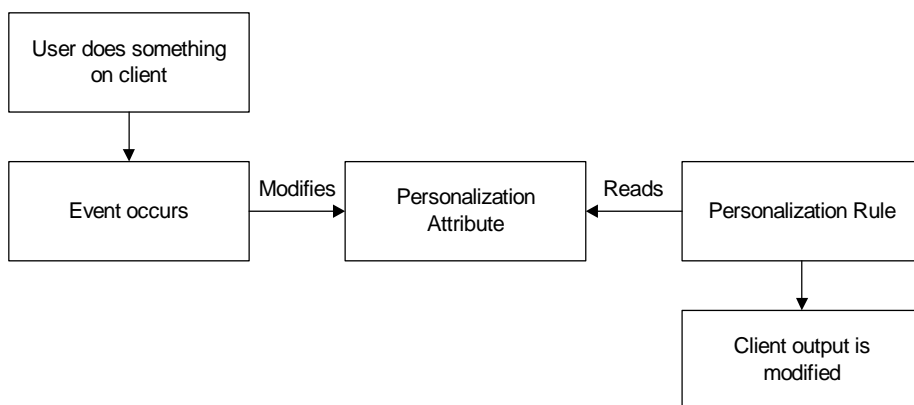 User does something
on client
Event occurs
Modifies
Personalization
Attribute
Reads
Personalization Rule
Client output is
modified